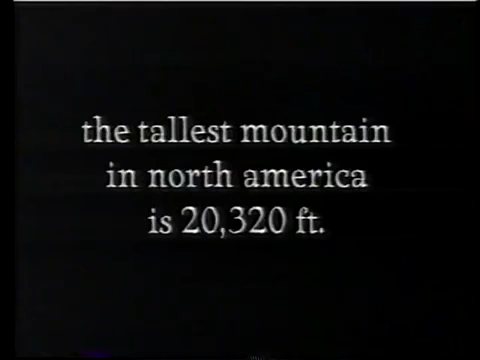 the tallest mountain
in north america
is 20,320 ft.